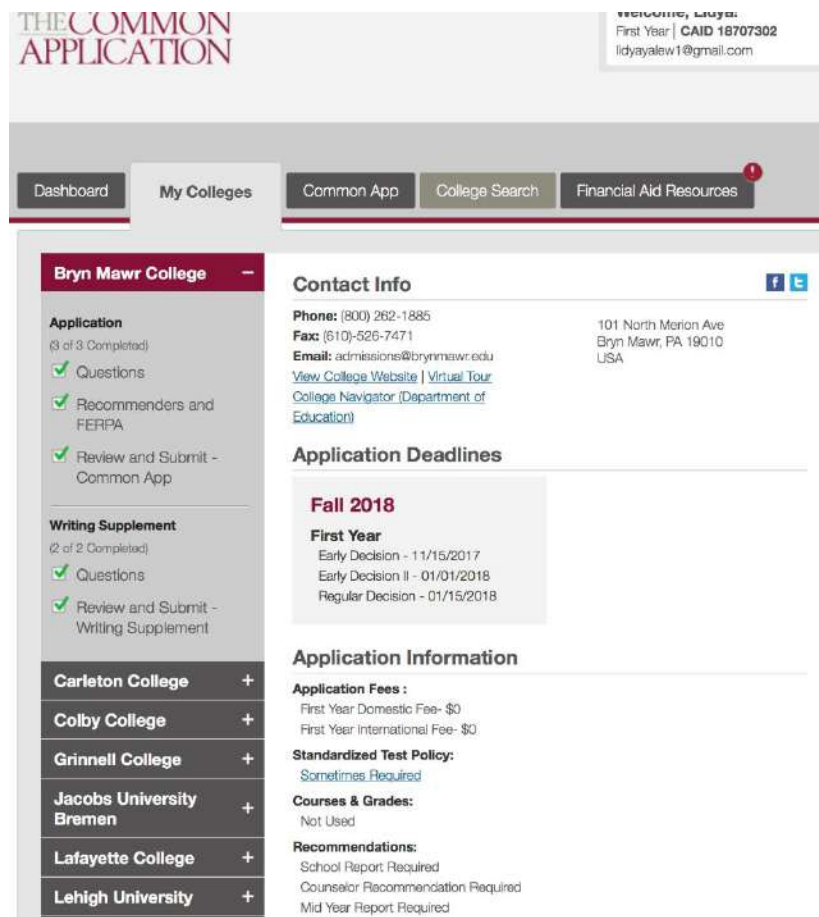 THE COMMON
APPLICATION
Welcome, Lidya!
First Year | CAID 18707302
lidyayalew1@gmail.com
Dashboard
My Colleges
Common App
College Search
Financial Aid Resources
!
Bryn Mawr College −
Application
(3 of 3 Completed)
Questions
Recommenders and
FERPA
Review and Submit -
Common App
Writing Supplement
(2 of 2 Completed)
Questions
Review and Submit -
Writing Supplement
Carleton College +
Colby College +
Grinnell College +
Jacobs University
Bremen +
Lafayette College +
Lehigh University +
Contact Info
Phone: (800) 262-1885
Fax: (610)-526-7471
Email: admissions@brynmawr.edu
View College Website | Virtual Tour
College Navigator (Department of
Education)
101 North Merion Ave
Bryn Mawr, PA 19010
USA
Application Deadlines
Fall 2018
First Year
Early Decision - 11/15/2017
Early Decision II - 01/01/2018
Regular Decision - 01/15/2018
Application Information
Application Fees :
First Year Domestic Fee- $0
First Year International Fee- $0
Standardized Test Policy:
Sometimes Required
Courses & Grades:
Not Used
Recommendations:
School Report Required
Counselor Recommendation Required
Mid Year Report Required